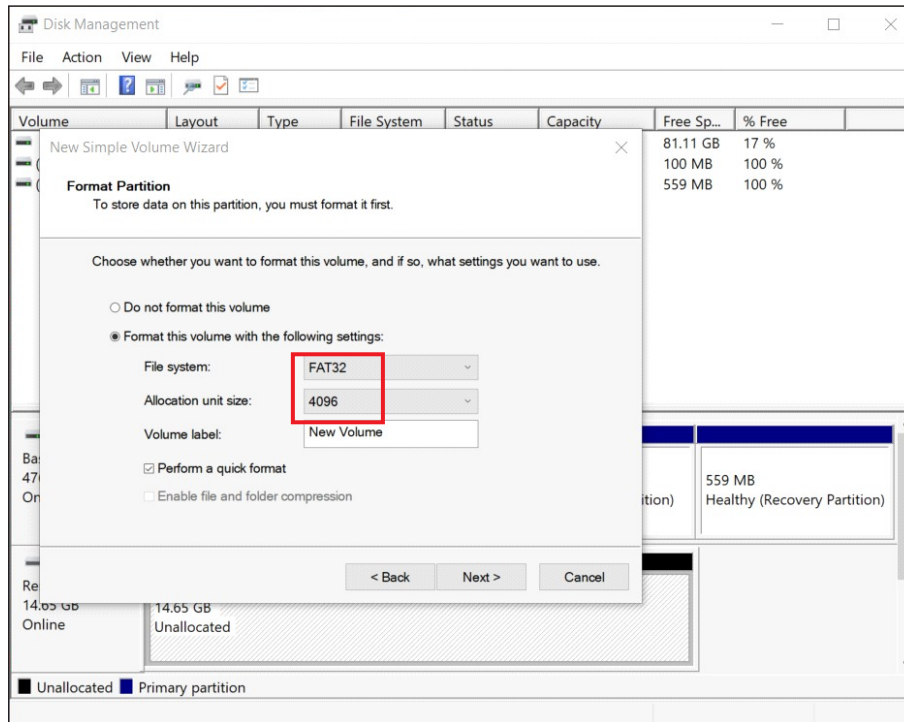 Disk Management
File Action View Help
Volume Layout Type File System Status Capacity Free Sp... % Free
81.11 GB 17 %
( 100 MB 100 %
( 559 MB 100 %
New Simple Volume Wizard
Format Partition
To store data on this partition, you must format it first.
Choose whether you want to format this volume, and if so, what settings you want to use.
Do not format this volume
Format this volume with the following settings:
File system: FAT32
Allocation unit size: 4096
Volume label: New Volume
Perform a quick format
Enable file and folder compression
< Back Next > Cancel
Ba
47
On
ition)
559 MB
Healthy (Recovery Partition)
Re
14.65 GB
Online
14.65 GB
Unallocated
Unallocated Primary partition